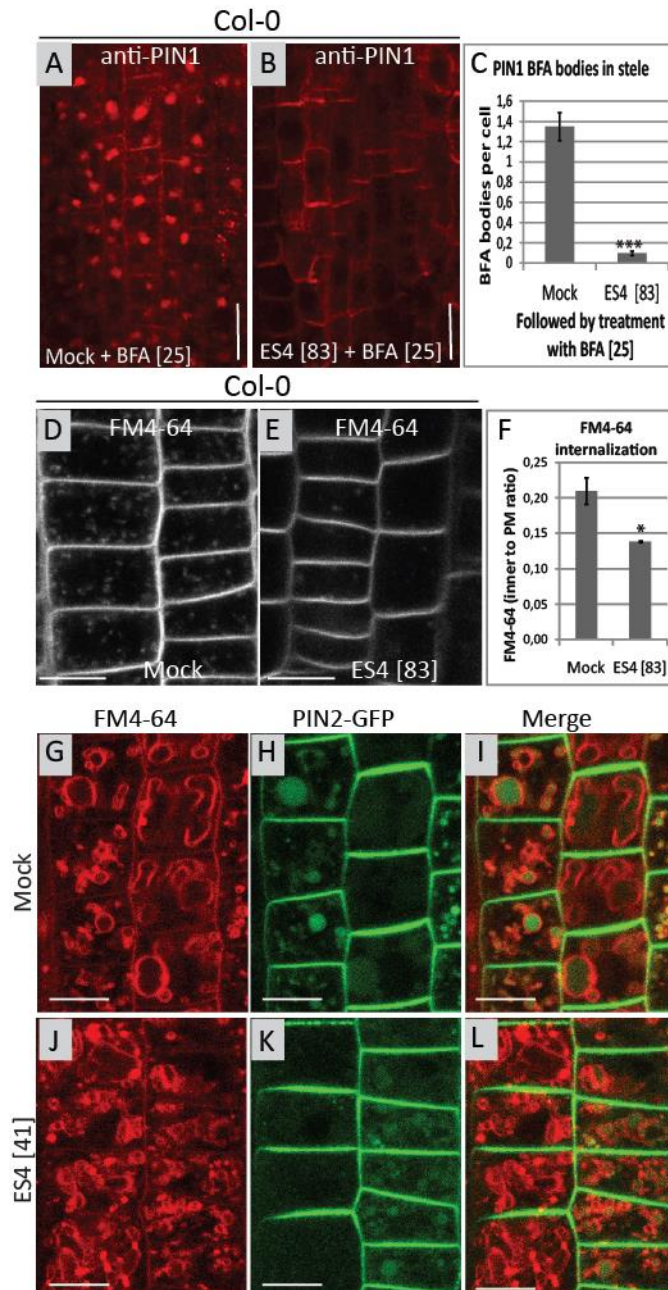 Col-0
A
anti-PIN1
Mock + BFA [25]
B
anti-PIN1
ES4 [83] + BFA [25]
C PIN1 BFA bodies in stele
BFA bodies per cell
1,6
1,4
1,2
1
0,8
0,6
0,4
0,2
0
***
Mock ES4 [83]
Followed by treatment
with BFA [25]
Col-0
D
FM4-64
Mock
E
FM4-64
ES4 [83]
F
FM4-64
internalization
FM4-64 (inner to PM ratio)
0,25
0,20
0,15
0,10
0,05
0,00
*
Mock ES4 [83]
FM4-64 PIN2-GFP Merge
Mock
G H I
ES4 [41]
J K L